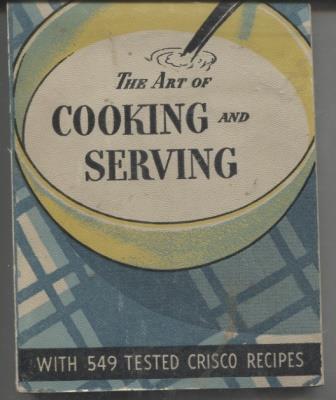 THE ART OF
COOKING AND
SERVING
WITH 549 TESTED CRISCO RECIPES